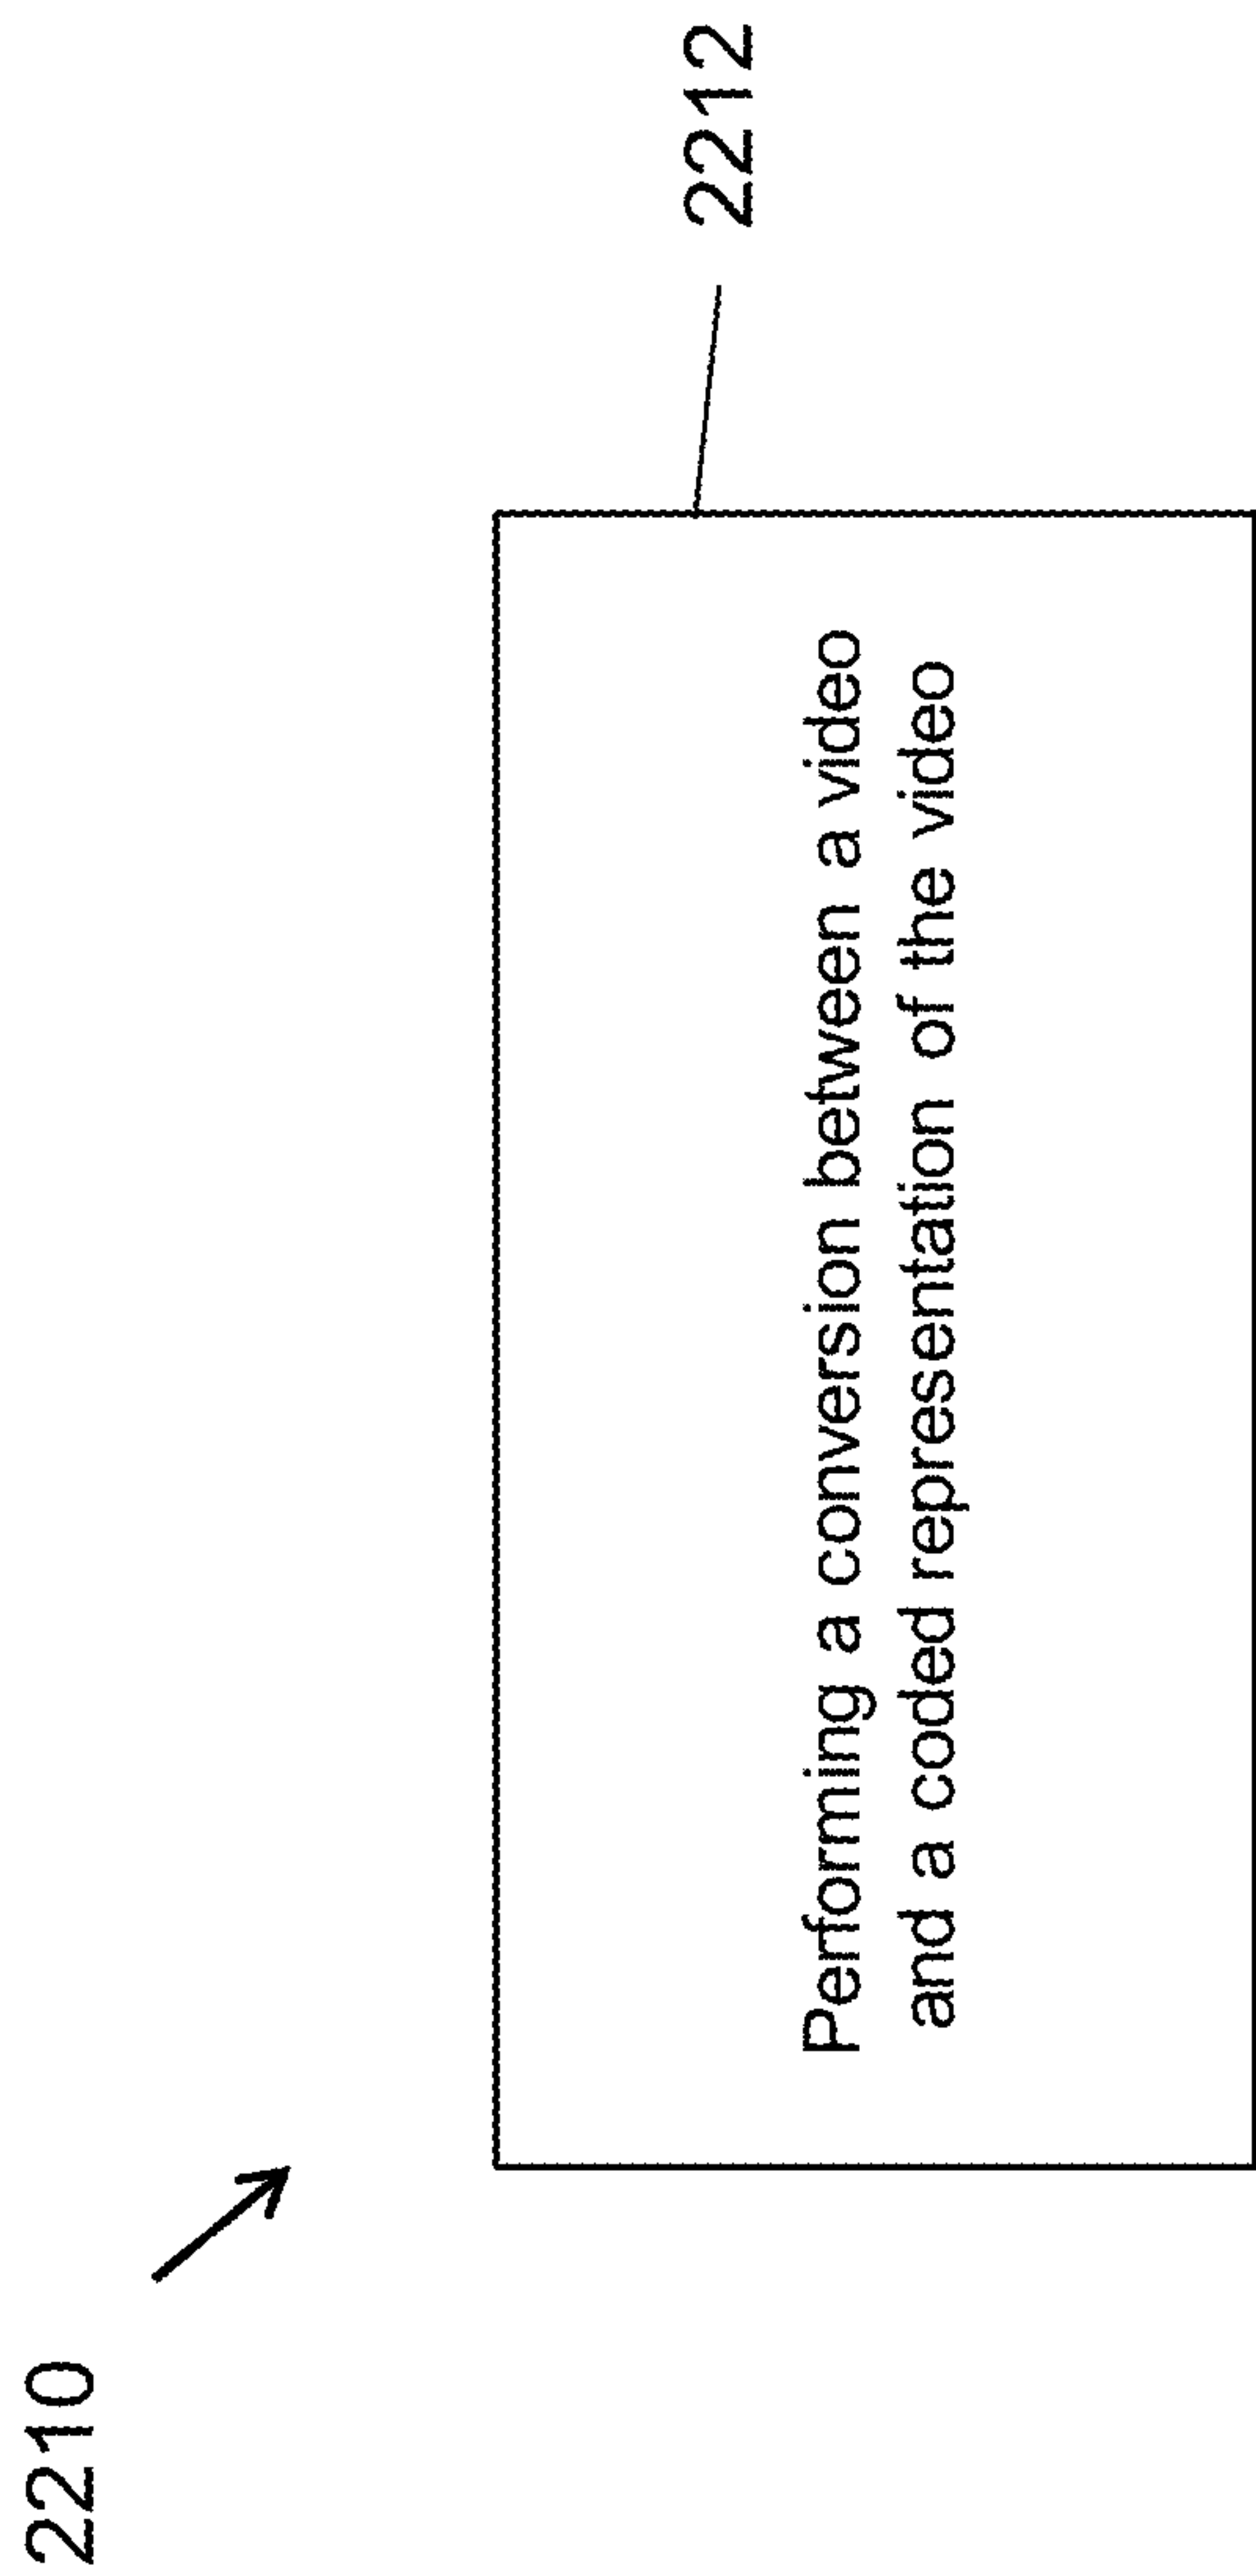 2210
2212
Performing a conversion between a video
and a coded representation of the video